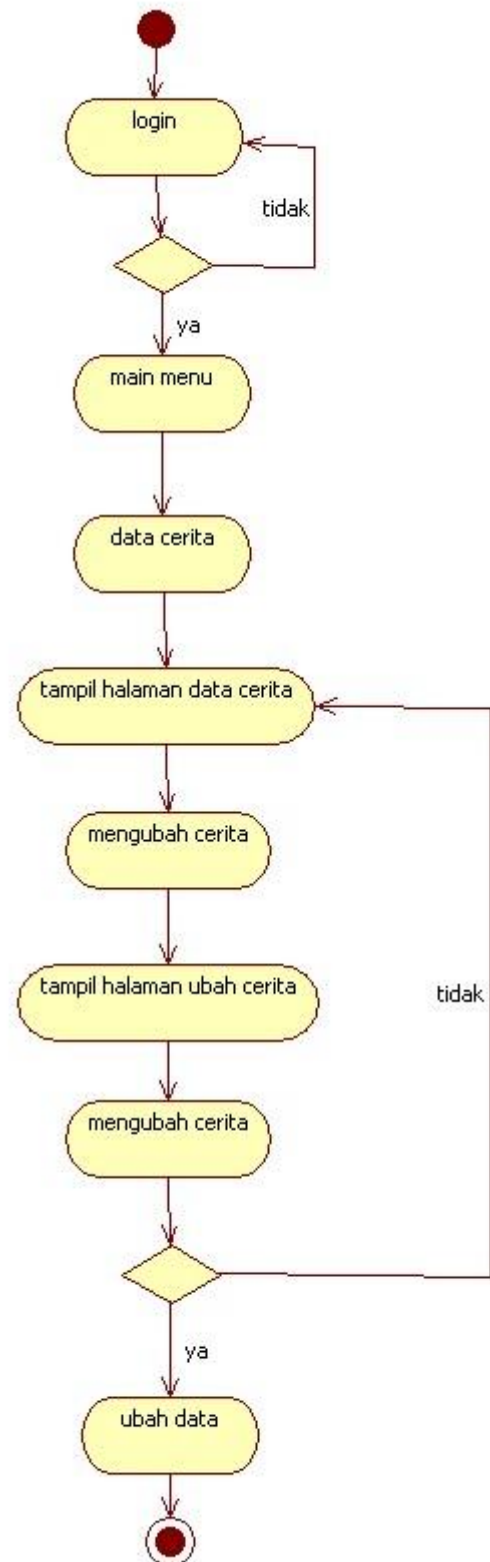 login
tidak
ya
main menu
data cerita
tampil halaman data cerita
mengubah cerita
tampil halaman ubah cerita
tidak
mengubah cerita
ya
ubah data